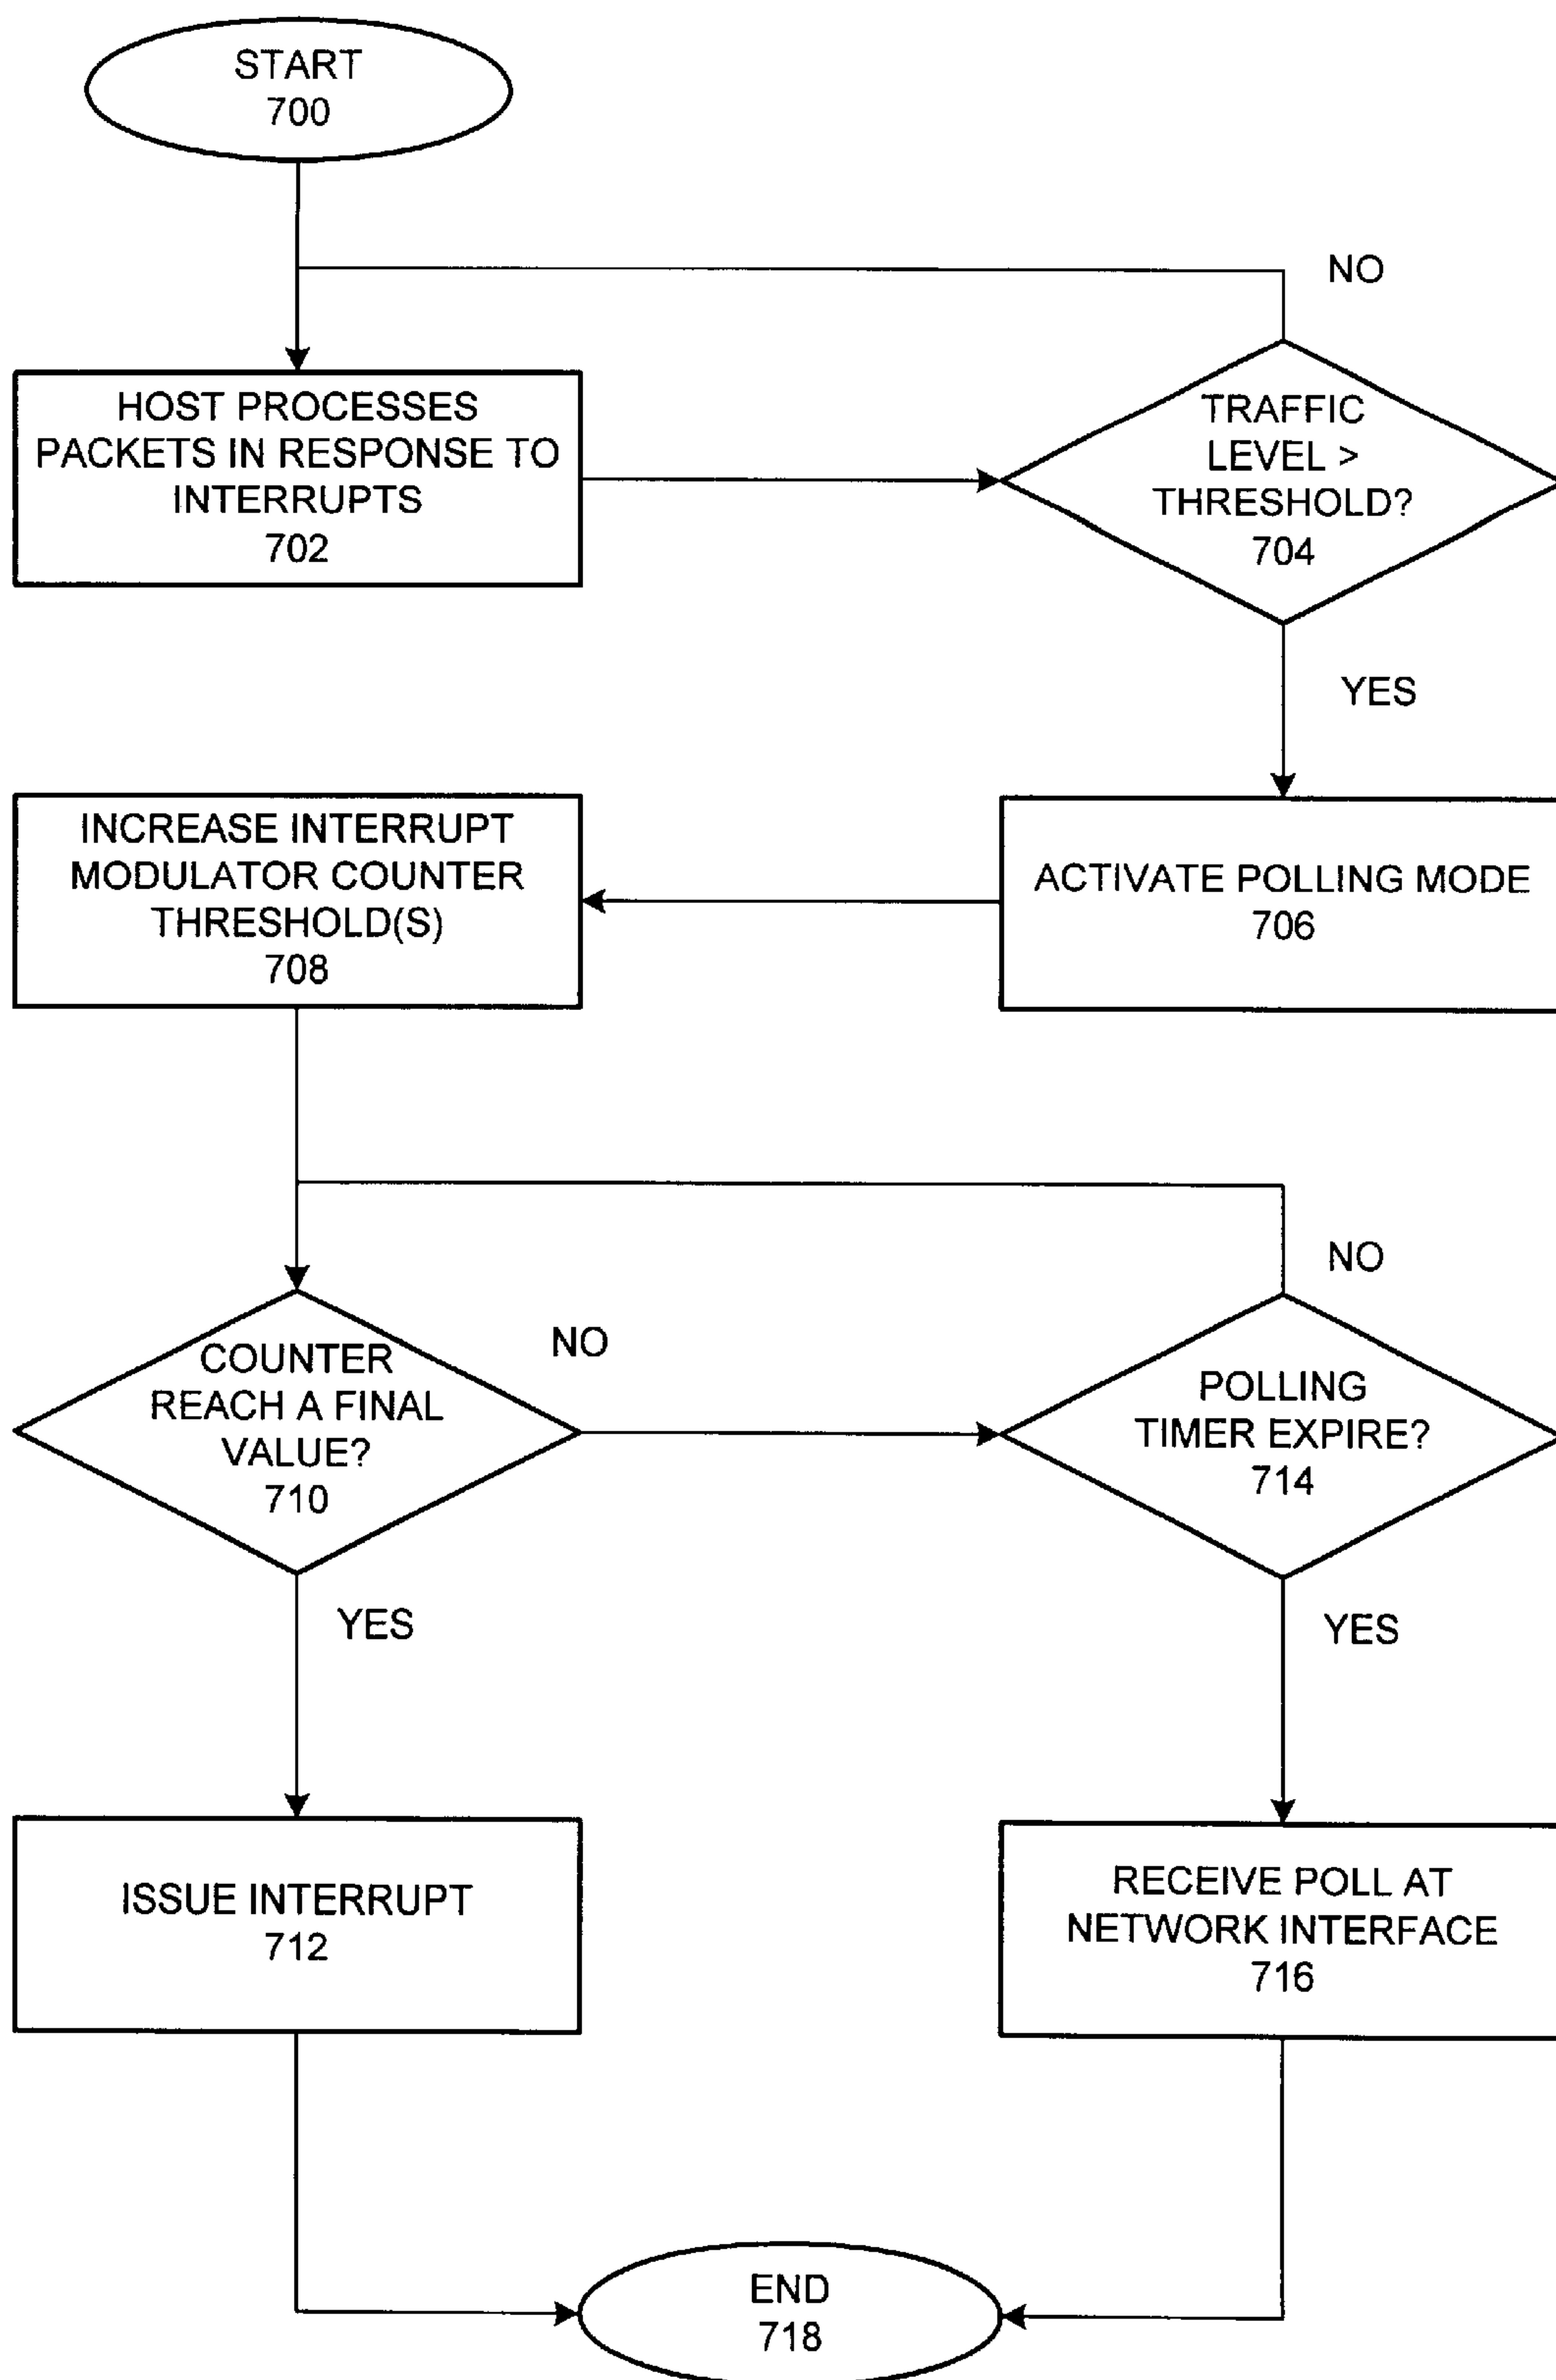 START
700
NO
HOST PROCESSES
PACKETS IN RESPONSE TO
INTERRUPTS
702
TRAFFIC
LEVEL >
THRESHOLD?
704
YES
INCREASE INTERRUPT
MODULATOR COUNTER
THRESHOLD(S)
708
ACTIVATE POLLING MODE
706
NO
COUNTER
REACH A FINAL
VALUE?
710
NO
POLLING
TIMER EXPIRE?
714
YES
YES
ISSUE INTERRUPT
712
RECEIVE POLL AT
NETWORK INTERFACE
716
END
718